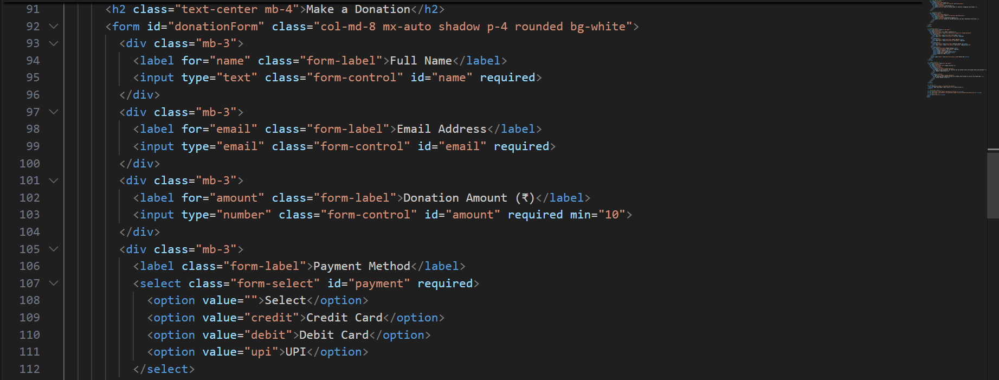 91 <h2 class="text-center mb-4">Make a Donation</h2>
92 <form id="donationForm" class="col-md-8 mx-auto shadow p-4 rounded bg-white">
93 <div class="mb-3">
94 <label for="name" class="form-label">Full Name</label>
95 <input type="text" class="form-control" id="name" required>
96 </div>
97 <div class="mb-3">
98 <label for="email" class="form-label">Email Address</label>
99 <input type="email" class="form-control" id="email" required>
100 </div>
101 <div class="mb-3">
102 <label for="amount" class="form-label">Donation Amount (₹)</label>
103 <input type="number" class="form-control" id="amount" required min="10">
104 </div>
105 <div class="mb-3">
106 <label class="form-label">Payment Method</label>
107 <select class="form-select" id="payment" required>
108 <option value="">Select</option>
109 <option value="credit">Credit Card</option>
110 <option value="debit">Debit Card</option>
111 <option value="upi">UPI</option>
112 </select>